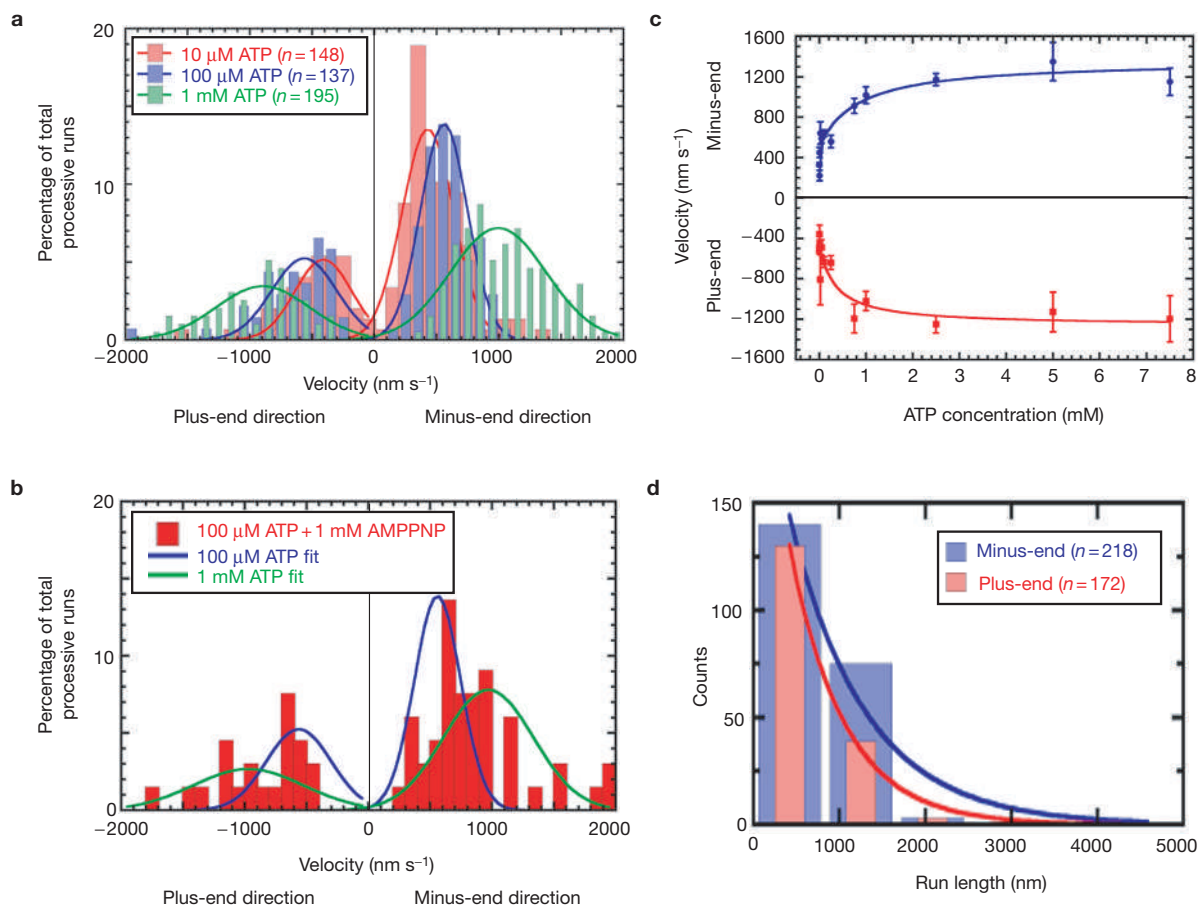 a
20
10
0
Percentage of total
processive runs
10 μM ATP (n = 148)
100 μM ATP (n = 137)
1 mM ATP (n = 195)
−2000 −1000 0 1000 2000
Velocity (nm s−1)
Plus-end direction Minus-end direction
c
1600
1200
800
400
0
−400
−800
−1200
−1600
Minus-end
Plus-end
Velocity (nm s−1)
0 1 2 3 4 5 6 7 8
ATP concentration (mM)
b
20
10
0
Percentage of total
processive runs
100 μM ATP + 1 mM AMPPNP
100 μM ATP fit
1 mM ATP fit
−2000 −1000 0 1000 2000
Velocity (nm s−1)
Plus-end direction Minus-end direction
d
150
100
50
0
Counts
Minus-end (n = 218)
Plus-end (n = 172)
0 1000 2000 3000 4000 5000
Run length (nm)